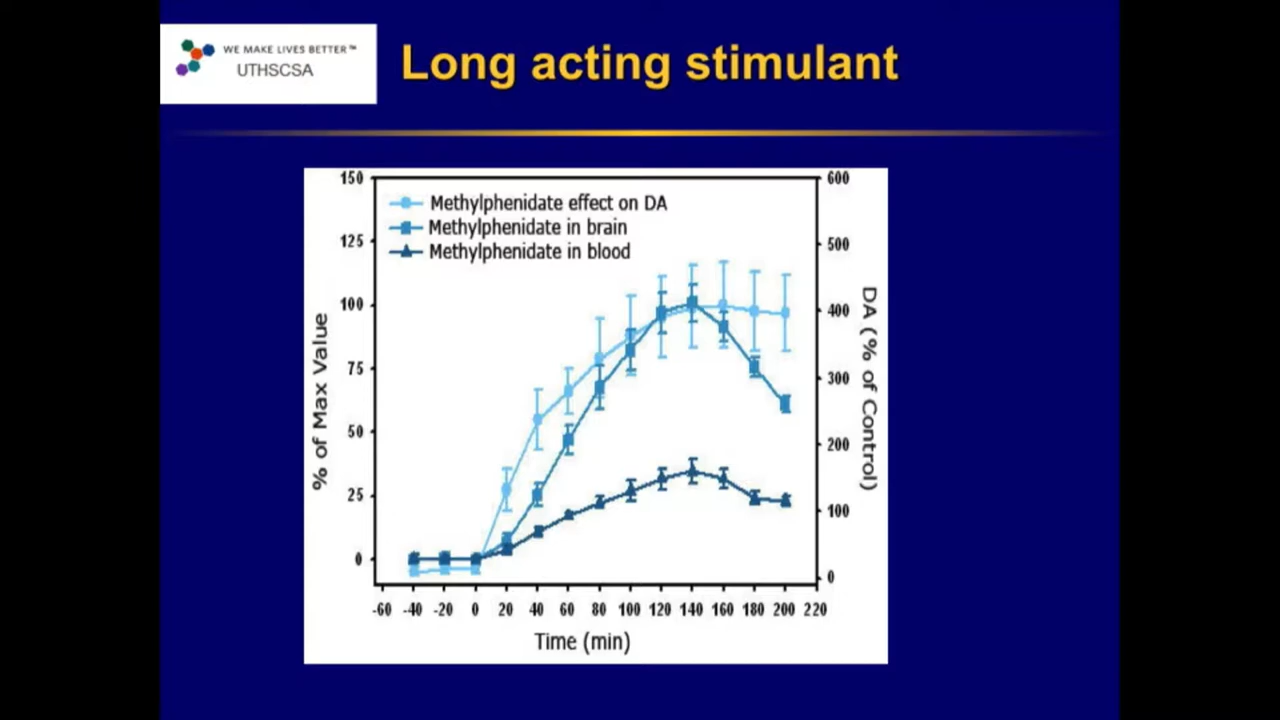 WE MAKE LIVES BETTER™
UTHSCSA
Long acting stimulant
150
125
100
75
50
25
0
% of Max Value
Methylphenidate effect on DA
Methylphenidate in brain
Methylphenidate in blood
600
500
400
300
200
100
0
DA (% of Control)
-60 -40 -20 0 20 40 60 80 100 120 140 160 180 200 220
Time (min)